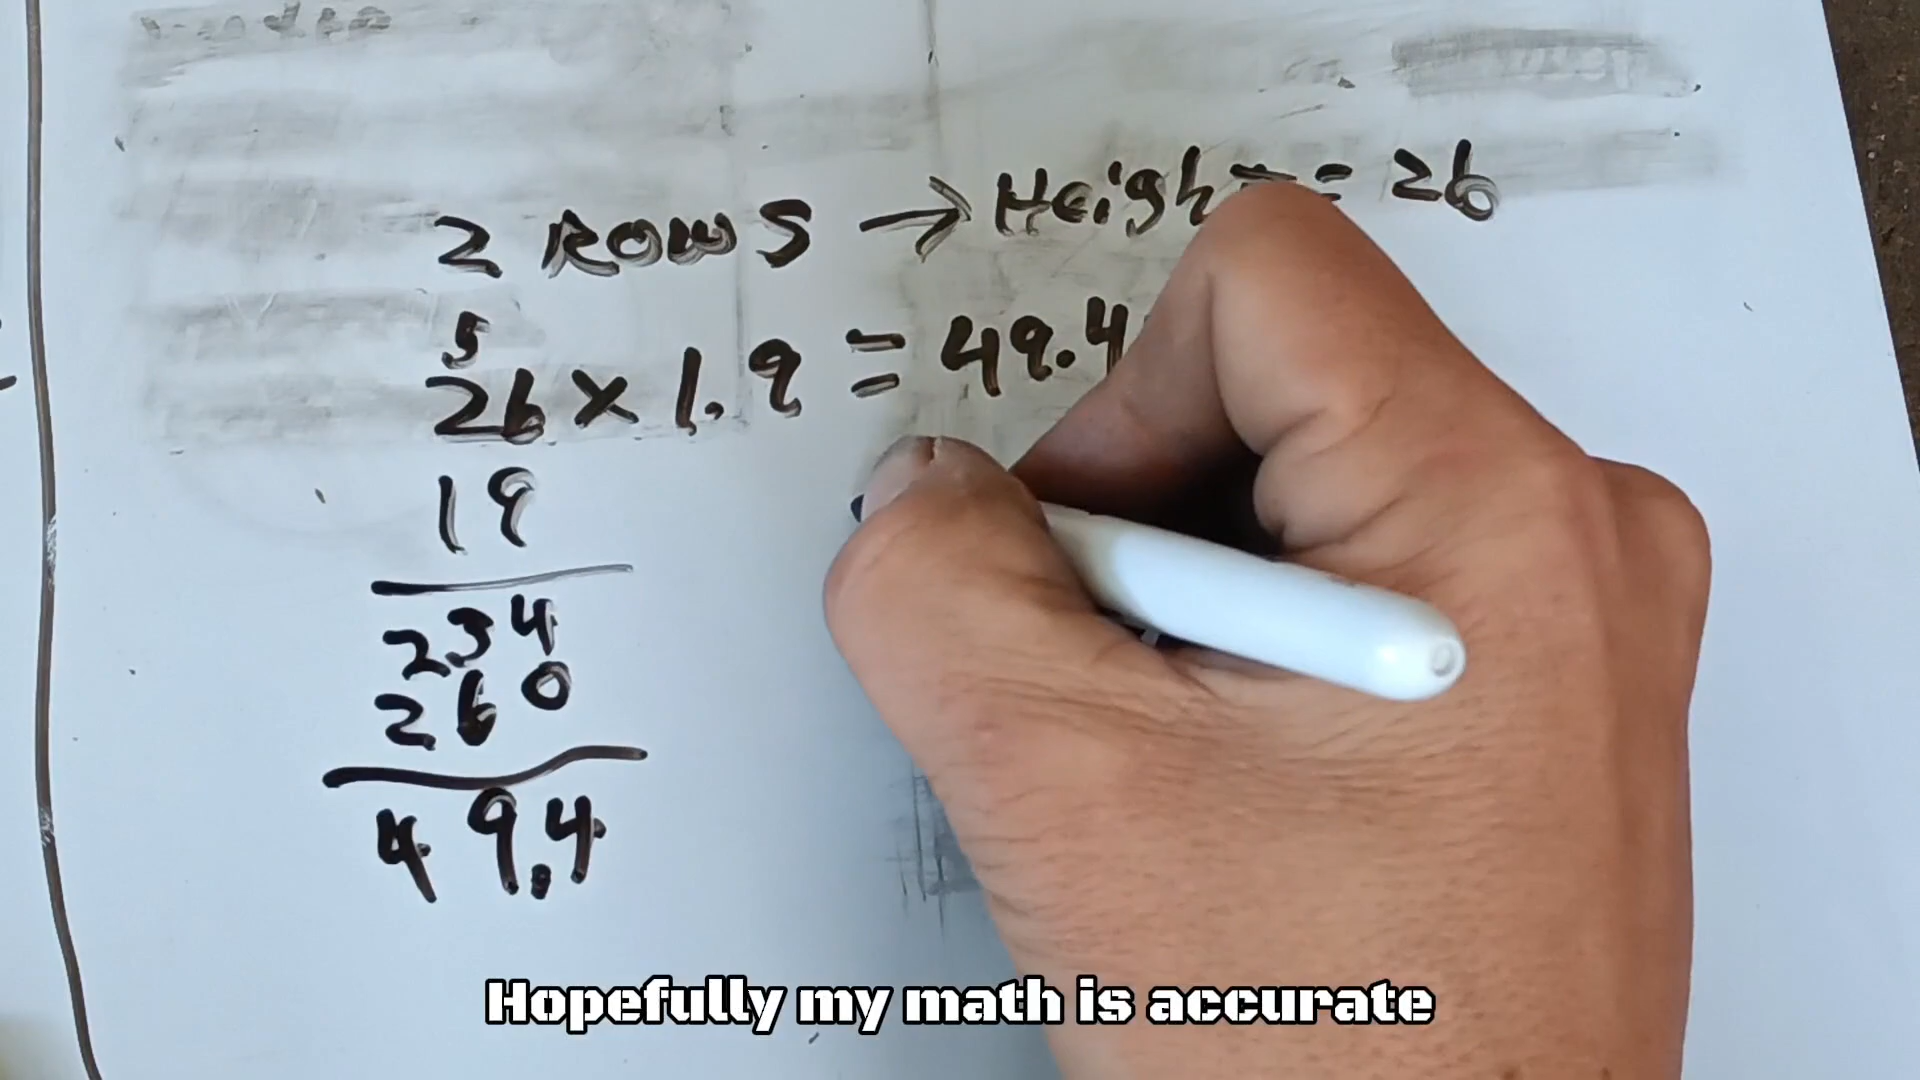 2 ROWS → Height = 26
5
26 x 1.9 = 49.4
19
234
260
49.4
Hopefully my math is accurate